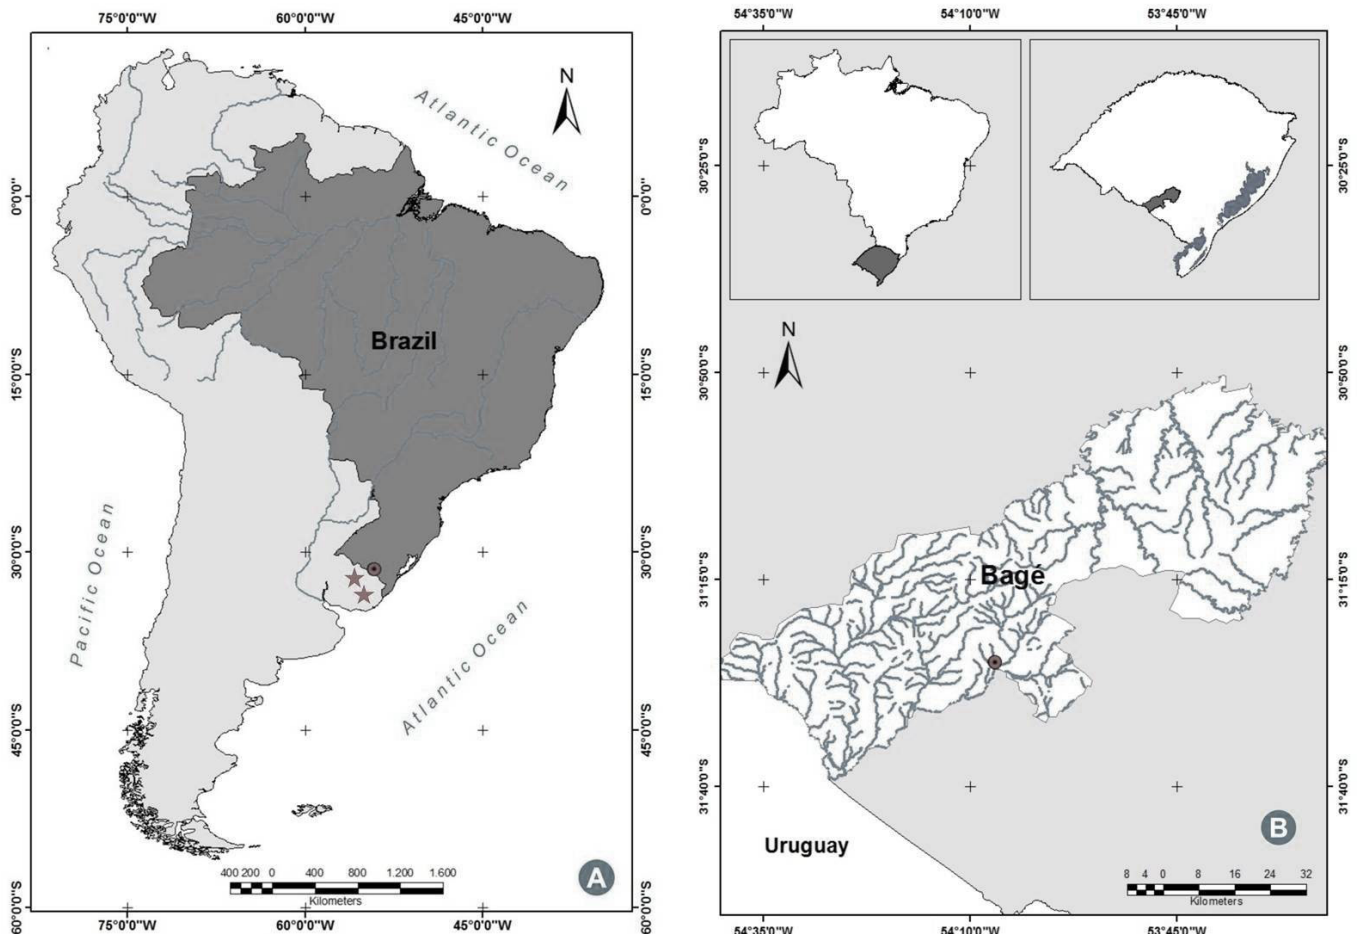 75°0'0"W 60°0'0"W 45°0'0"W
N
Atlantic Ocean
0°0'0"
15°0'0"S
30°0'0"S
45°0'0"S
60°0'0"S
Brazil
Pacific Ocean
Atlantic Ocean
400 200 0 400 800 1.200 1.600
Kilometers
A
0°0'0"
15°0'0"S
30°0'0"S
45°0'0"S
60°0'0"S
75°0'0"W 60°0'0"W 45°0'0"W
54°35'0"W 54°10'0"W 53°45'0"W
30°25'0"S
30°50'0"S
31°15'0"S
31°40'0"S
N
Bagé
Uruguay
B
8 4 0 8 16 24 32
Kilometers
30°25'0"S
30°50'0"S
31°15'0"S
31°40'0"S
54°35'0"W 54°10'0"W 53°45'0"W